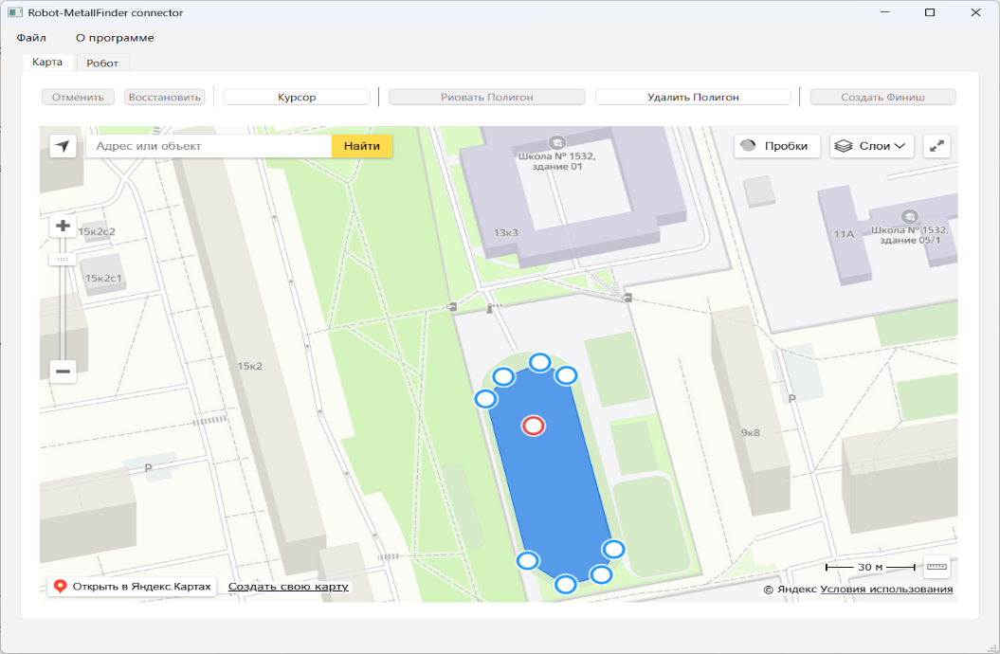 Robot-MetallFinder connector
Файл О программе
Карта Робот
Отменить Восстановить Курсор Риовать Полигон Удалить Полигон Создать Финиш
Адрес или объект Найти
Пробки Слои
Школа № 1532,
здание 01
13к3
11А
Школа № 1532,
здание 05/1
15к2с2
15к2с1
15к2
P
9к8
P
30 м
Открыть в Яндекс.Картах Создать свою карту
© Яндекс Условия использования